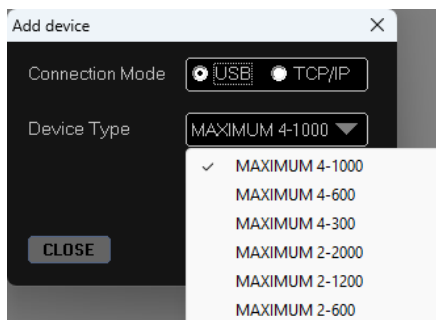 Add device
Connection Mode USB TCP/IP
Device Type MAXIMUM 4-1000
MAXIMUM 4-1000
MAXIMUM 4-600
MAXIMUM 4-300
MAXIMUM 2-2000
CLOSE
MAXIMUM 2-1200
MAXIMUM 2-600